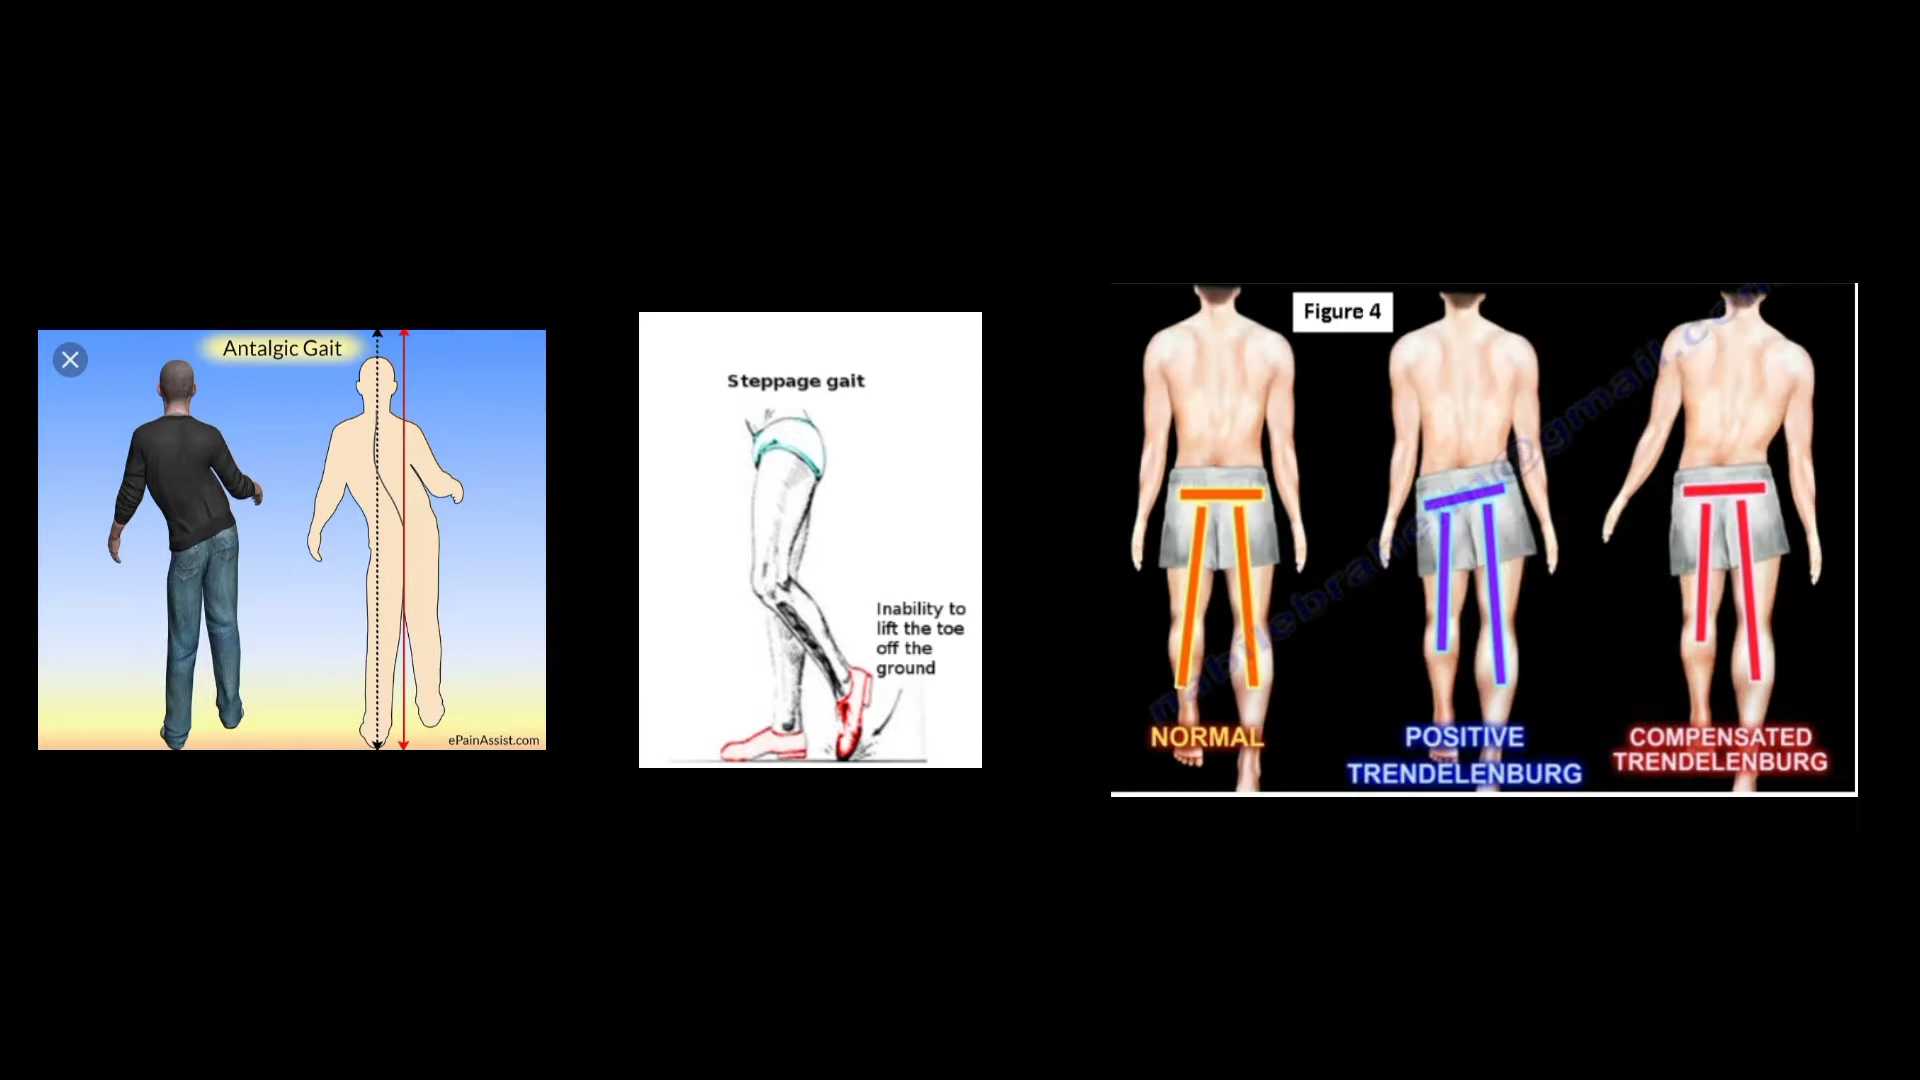 Antalgic Gait
ePainAssist.com
Steppage gait
Inability to
lift the toe
off the
ground
Figure 4
NORMAL
POSITIVE
TRENDELENBURG
COMPENSATED
TRENDELENBURG